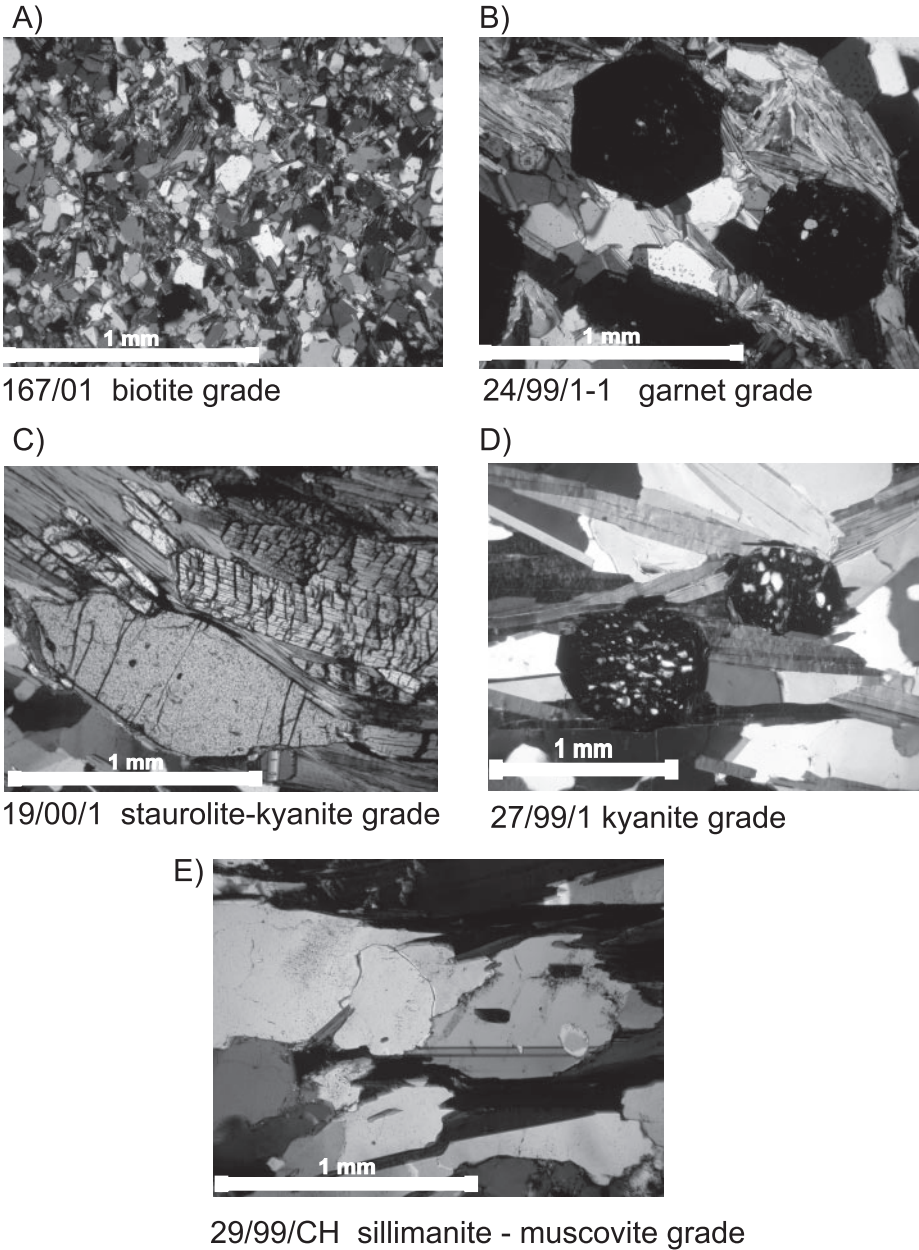 A)
B)
1 mm
1 mm
167/01 biotite grade
24/99/1-1 garnet grade
C)
D)
1 mm
1 mm
19/00/1 staurolite-kyanite grade
27/99/1 kyanite grade
E)
1 mm
29/99/CH sillimanite - muscovite grade